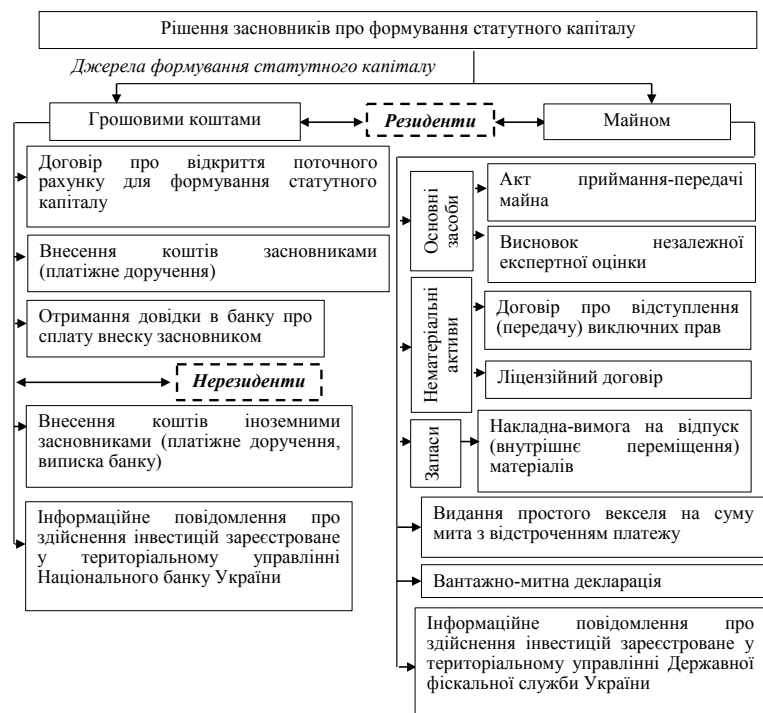 Рішення засновників про формування статутного капіталу
Джерела формування статутного капіталу
Грошовими коштами
Резиденти
Майном
Договір про відкриття поточного
рахунку для формування статутного
капіталу
Внесення коштів засновниками
(платіжне доручення)
Отримання довідки в банку про
сплату внеску засновником
Нерезиденти
Внесення коштів іноземними
засновниками (платіжне доручення,
виписка банку)
Інформаційне повідомлення про
здійснення інвестицій зареєстроване
у територіальному управлінні
Національного банку України
Основні
засоби
Акт приймання-передачі
майна
Висновок незалежної
експертної оцінки
Нематеріальні
активи
Договір про відступлення
(передачу) виключних прав
Ліцензійний договір
Запаси
Накладна-вимога на відпуск
(внутрішнє переміщення)
матеріалів
Видання простого векселя на суму
мита з відстроченням платежу
Вантажно-митна декларація
Інформаційне повідомлення про
здійснення інвестицій зареєстроване у
територіальному управлінні Державної
фіскальної служби України